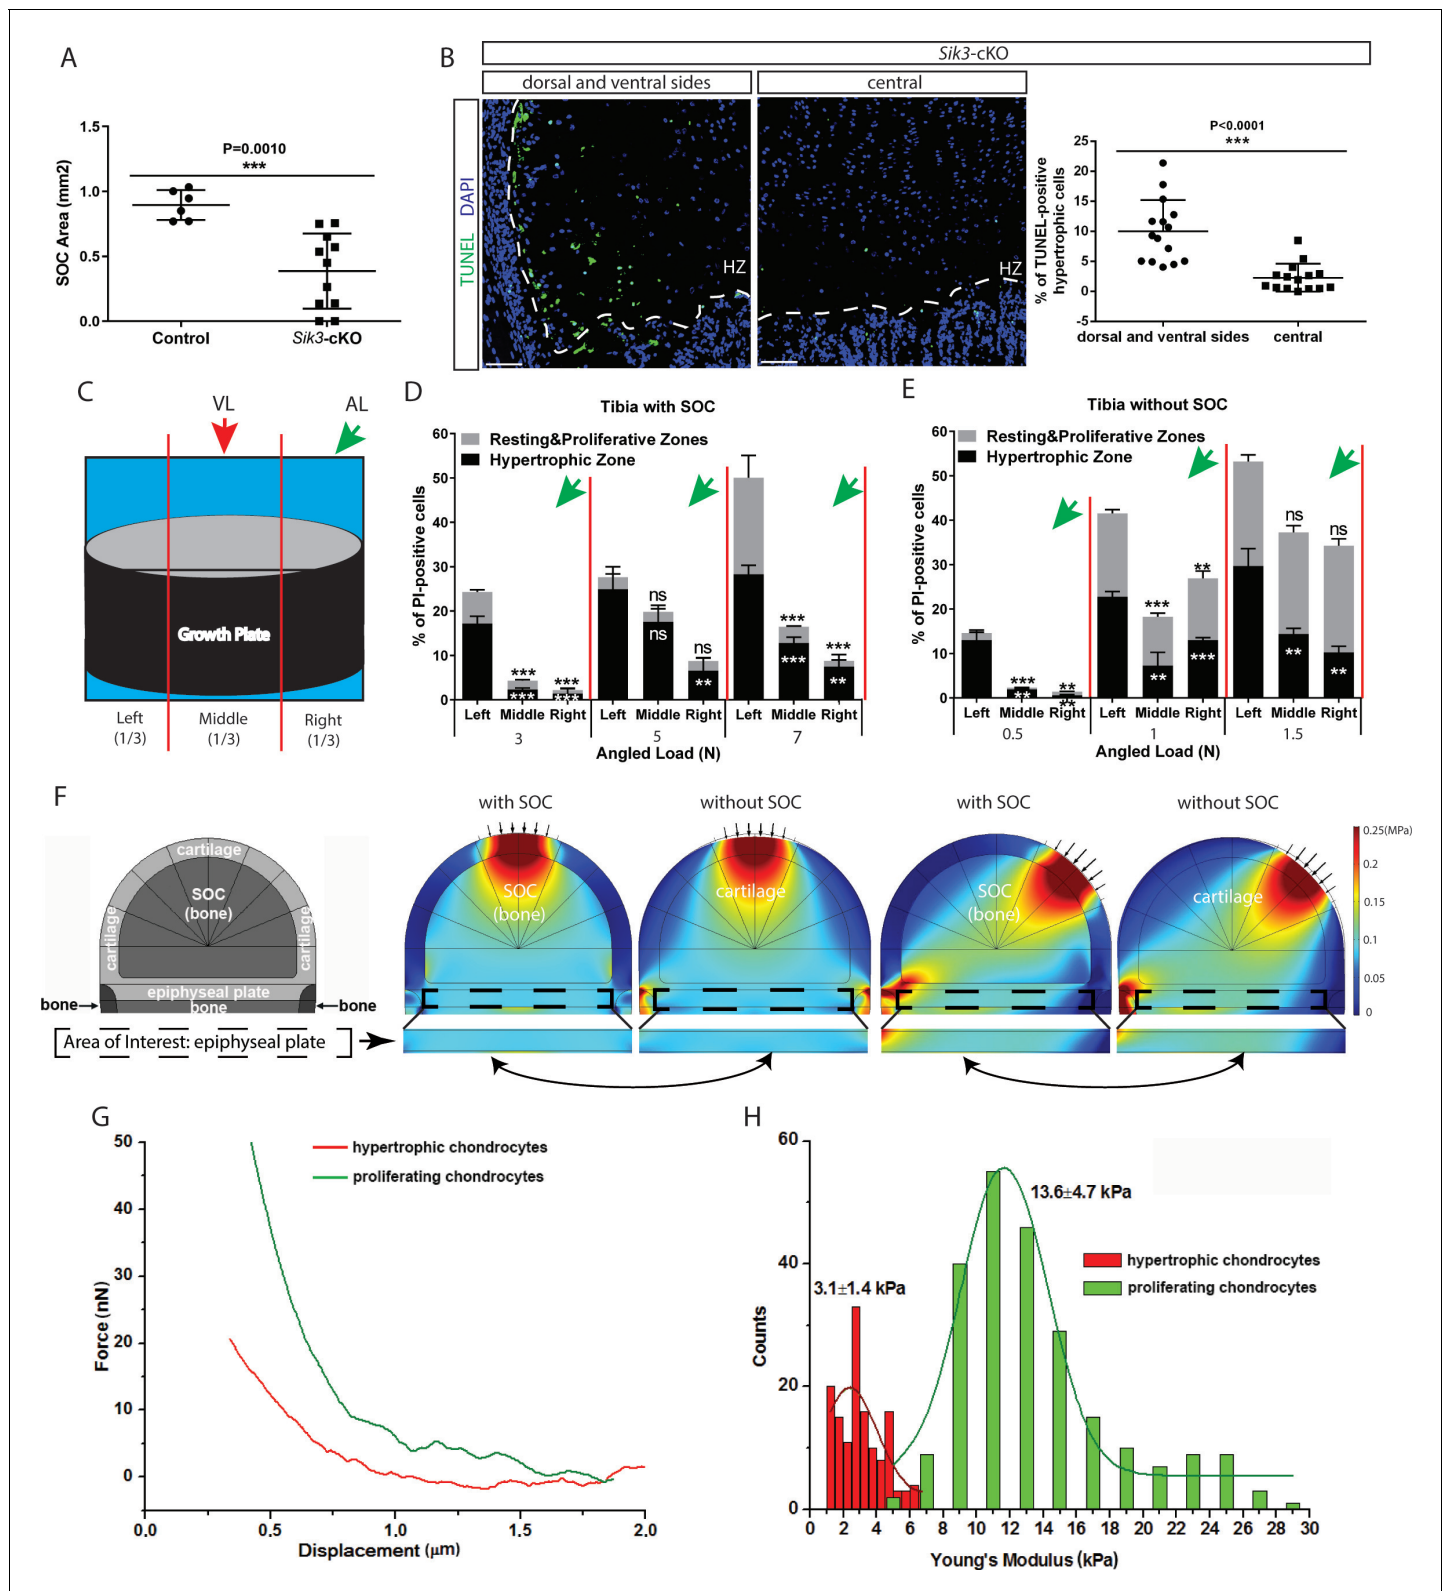 A
P=0.0010
***
SOC Area (mm2)
1.5
1.0
0.5
0.0
Control
Sik3-cKO
B
Sik3-cKO
dorsal and ventral sides
central
TUNEL DAPI
HZ
HZ
P<0.0001
***
% of TUNEL-positive
hypertrophic cells
25
20
15
10
5
0
-5
dorsal and ventral sides
central
C
VL
AL
Growth Plate
Left
(1/3)
Middle
(1/3)
Right
(1/3)
D
Tibia with SOC
Resting&Proliferative Zones
Hypertrophic Zone
% of PI-positive cells
60
50
40
30
20
10
0
***
***
***
***
ns
ns
ns
**
***
***
***
**
Left Middle Right Left Middle Right Left Middle Right
3 5 7
Angled Load (N)
E
Tibia without SOC
Resting&Proliferative Zones
Hypertrophic Zone
% of PI-positive cells
60
50
40
30
20
10
0
***
**
**
**
***
**
**
***
ns
**
ns
**
Left Middle Right Left Middle Right Left Middle Right
0.5 1 1.5
Angled Load (N)
F
with SOC
without SOC
with SOC
without SOC
cartilage
SOC
(bone)
cartilage
cartilage
epiphyseal plate
bone
bone
bone
Area of Interest: epiphyseal plate
SOC
(bone)
cartilage
SOC
(bone)
cartilage
0.25(MPa)
0.2
0.15
0.1
0.05
0
G
hypertrophic chondrocytes
proliferating chondrocytes
Force (nN)
50
40
30
20
10
0
0.0 0.5 1.0 1.5 2.0
Displacement (μm)
H
13.6±4.7 kPa
3.1±1.4 kPa
hypertrophic chondrocytes
proliferating chondrocytes
Counts
60
40
20
0
0 2 4 6 8 10 12 14 16 18 20 22 24 26 28 30
Young's Modulus (kPa)